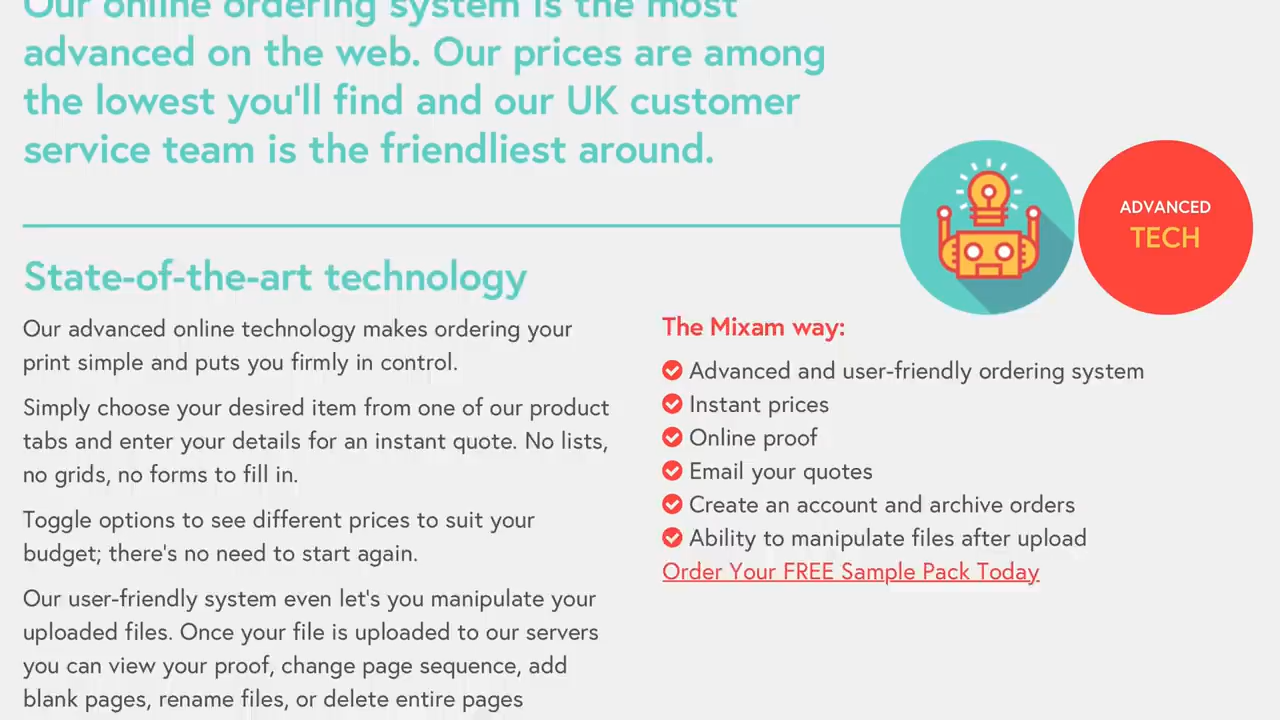 Our online ordering system is the most
advanced on the web. Our prices are among
the lowest you'll find and our UK customer
service team is the friendliest around.
ADVANCED
TECH
State-of-the-art technology
Our advanced online technology makes ordering your
print simple and puts you firmly in control.
Simply choose your desired item from one of our product
tabs and enter your details for an instant quote. No lists,
no grids, no forms to fill in.
Toggle options to see different prices to suit your
budget; there's no need to start again.
Our user-friendly system even let's you manipulate your
uploaded files. Once your file is uploaded to our servers
you can view your proof, change page sequence, add
blank pages, rename files, or delete entire pages
The Mixam way:
Advanced and user-friendly ordering system
Instant prices
Online proof
Email your quotes
Create an account and archive orders
Ability to manipulate files after upload
Order Your FREE Sample Pack Today